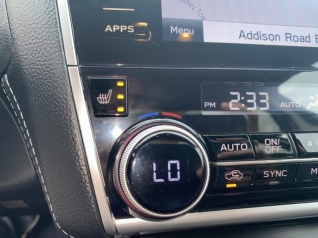 APPS
Menu
Addison Road
PM 2:33 AUTO
AUTO
ON/
OFF
LO
SYNC